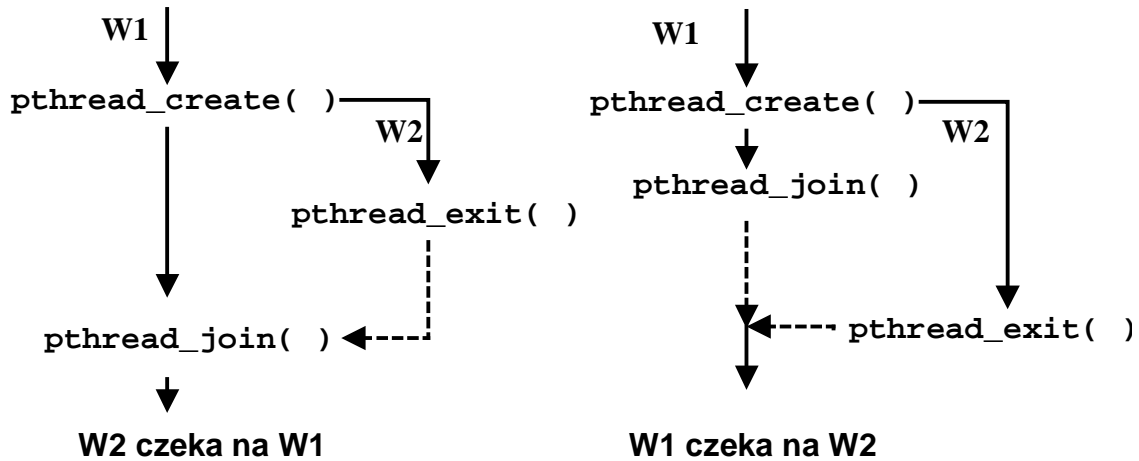 W1
pthread_create( )
W2
pthread_exit( )
pthread_join( )
W2 czeka na W1
W1
pthread_create( )
W2
pthread_join( )
pthread_exit( )
W1 czeka na W2